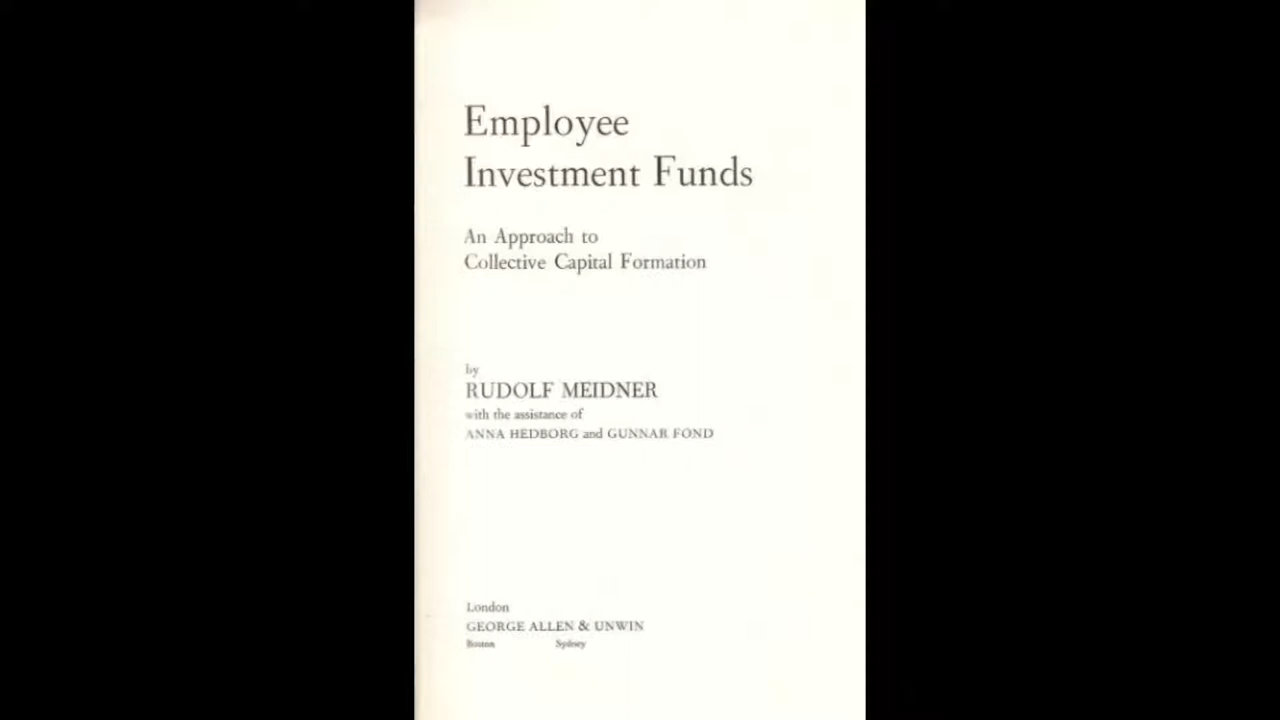 Employee
Investment Funds
An Approach to
Collective Capital Formation
by
RUDOLF MEIDNER
with the assistance of
ANNA HEDBORG and GUNNAR FOND
London
GEORGE ALLEN & UNWIN
Boston Sydney